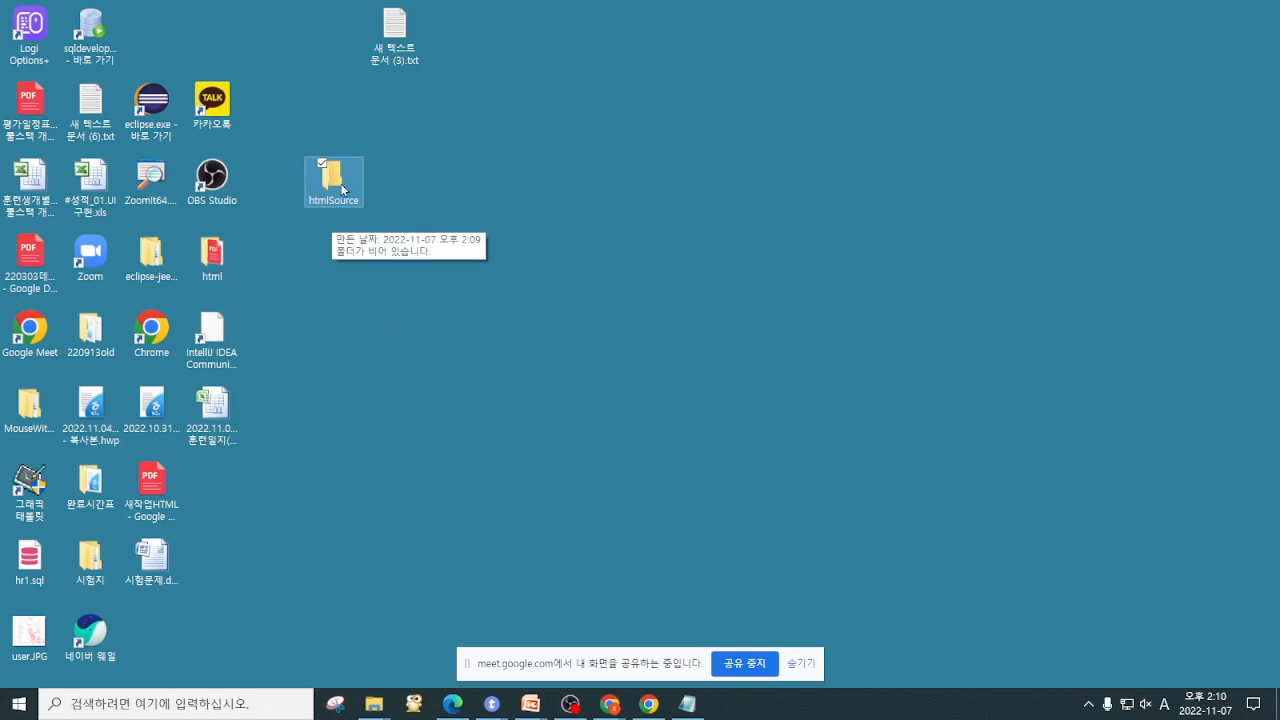 Logi
Options+
sqldevelop...
- 바로 가기
새 텍스트
문서 (3).txt
PDF
평가일정표...
풀스택 개...
새 텍스트
문서 (6).txt
eclipse.exe -
바로 가기
TALK
카카오톡
훈련생개별...
풀스택 개...
#성적_01.UI
구현.xls
ZoomIt64....
OBS Studio
htmlSource
만든 날짜: 2022-11-07 오후 2:09
폴더가 비어 있습니다.
PDF
220303데...
- Google D...
Zoom
eclipse-jee...
PDF
html
Google Meet
220913old
Chrome
IntelliJ IDEA
Communi...
MouseWit...
2022.11.04...
- 복사본.hwp
2022.10.31...
2022.11.0...
훈련일지(...
그래픽
태블릿
완료시간표
PDF
새작업HTML
- Google ...
hr1.sql
시험지
시험문제.d...
user.JPG
네이버 웨일
meet.google.com에서 내 화면을 공유하는 중입니다.
공유 중지
숨기기
검색하려면 여기에 입력하십시오.
A
오후 2:10
2022-11-07